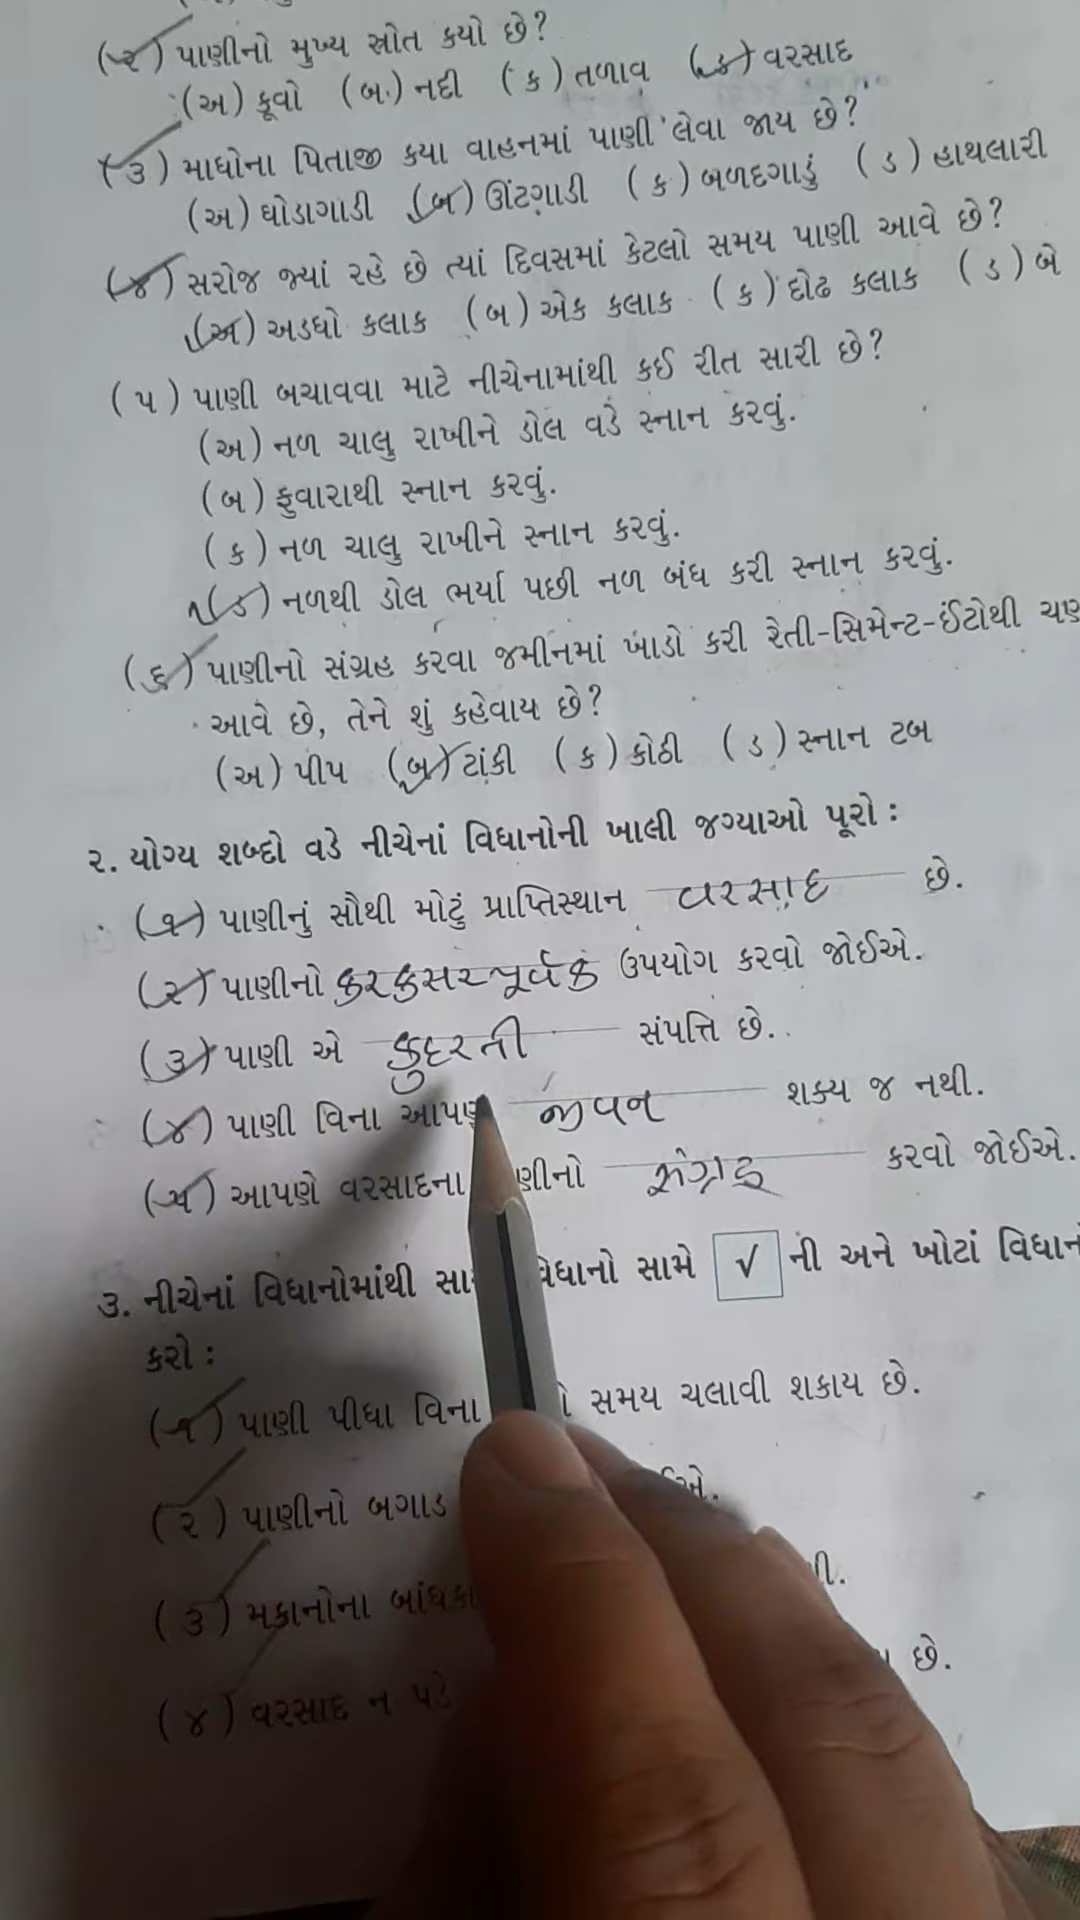 (૨) પાણીનો મુખ્ય સ્રોત કયો છે?
(અ) કૂવો (બ) નદી (ક) તળાવ (ડ) વરસાદ
(૩) માધોના પિતાજી કયા વાહનમાં પાણી લેવા જાય છે?
(અ) ઘોડાગાડી (બ) ઊંટગાડી (ક) બળદગાડું (ડ) હાથલારી
(૪) સરોજ જ્યાં રહે છે ત્યાં દિવસમાં કેટલો સમય પાણી આવે છે?
(અ) અડધો કલાક (બ) એક કલાક (ક) દોઢ કલાક (ડ) બે
(૫) પાણી બચાવવા માટે નીચેનામાંથી કઈ રીત સારી છે?
(અ) નળ ચાલુ રાખીને ડોલ વડે સ્નાન કરવું.
(બ) ફુવારાથી સ્નાન કરવું.
(ક) નળ ચાલુ રાખીને સ્નાન કરવું.
(ડ) નળથી ડોલ ભર્યા પછી નળ બંધ કરી સ્નાન કરવું.
(૬) પાણીનો સંગ્રહ કરવા જમીનમાં ખાડો કરી રેતી-સિમેન્ટ-ઈંટોથી ચણ
આવે છે, તેને શું કહેવાય છે?
(અ) પીપ (બ) ટાંકી (ક) કોઠી (ડ) સ્નાન ટબ
૨. યોગ્ય શબ્દો વડે નીચેનાં વિધાનોની ખાલી જગ્યાઓ પૂરો :
(૧) પાણીનું સૌથી મોટું પ્રાપ્તિસ્થાન વરસાદ છે.
(૨) પાણીનો કરકસરપૂર્વક ઉપયોગ કરવો જોઈએ.
(૩) પાણી એ કુદરતી સંપત્તિ છે.
(૪) પાણી વિના આપણ જીવન શક્ય જ નથી.
(૫) આપણે વરસાદના ણીનો સંગ્રહ કરવો જોઈએ.
૩. નીચેનાં વિધાનોમાંથી સા વિધાનો સામે ✓ ની અને ખોટાં વિધાન
કરો :
(૧) પાણી પીધા વિના સમય ચલાવી શકાય છે.
(૨) પાણીનો બગાડ
(૩) મકાનોના બાંધકા
(૪) વરસાદ ન પડે છે.